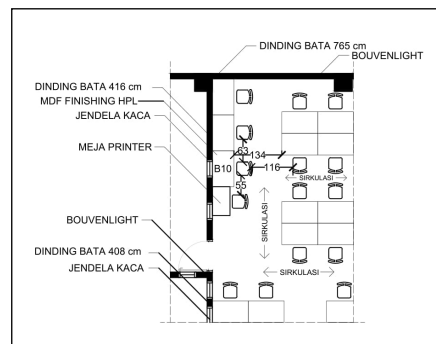 DINDING BATA 765 cm
BOUVENLIGHT
DINDING BATA 416 cm
MDF FINISHING HPL
JENDELA KACA
MEJA PRINTER
63
134
B10
116
SIRKULASI
55
SIRKULASI
BOUVENLIGHT
SIRKULASI
DINDING BATA 408 cm
JENDELA KACA